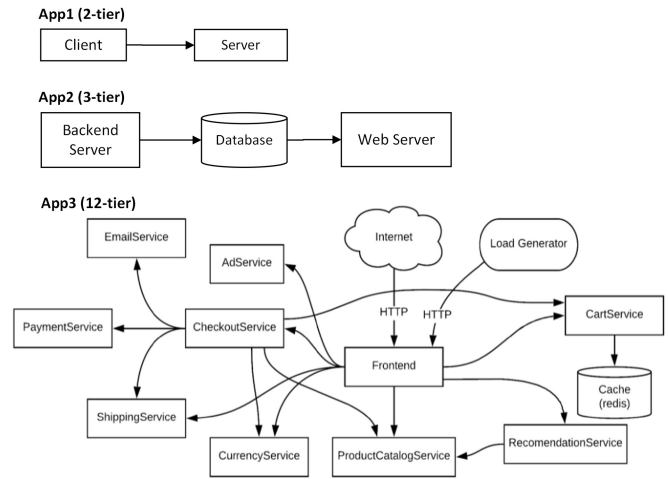 App1 (2-tier)
Client
Server
App2 (3-tier)
Backend
Server
Database
Web Server
App3 (12-tier)
EmailService
Internet
Load Generator
AdService
PaymentService
CheckoutService
HTTP
HTTP
CartService
Frontend
Cache
(redis)
ShippingService
CurrencyService
ProductCatalogService
RecomendationService